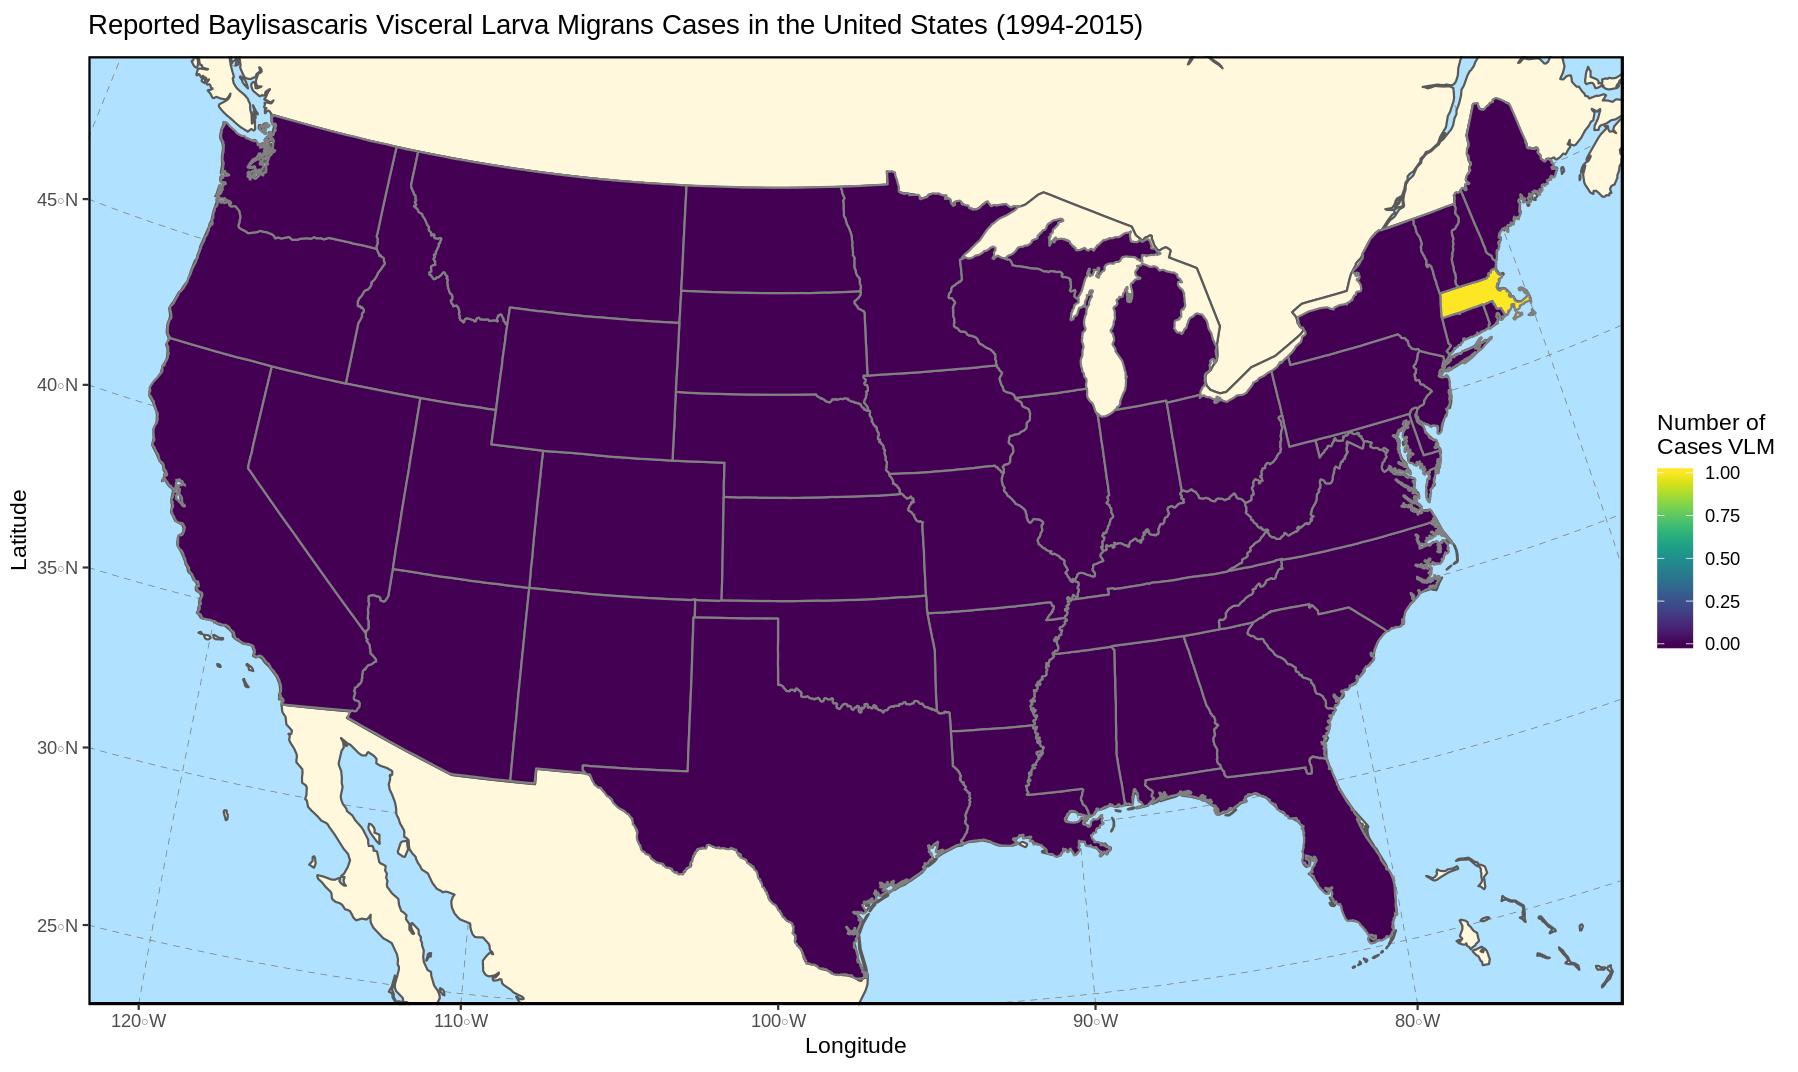 Reported Baylisascaris Visceral Larva Migrans Cases in the United States (1994-2015)
45○N
40○N
35○N
30○N
25○N
Latitude
120○W
110○W
100○W
90○W
80○W
Longitude
Number of
Cases VLM
1.00
0.75
0.50
0.25
0.00